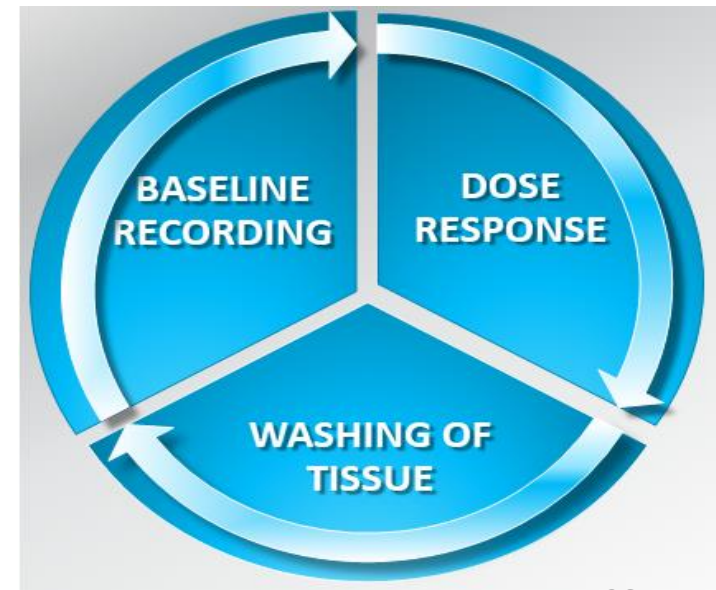 BASELINE
RECORDING
DOSE
RESPONSE
WASHING OF
TISSUE